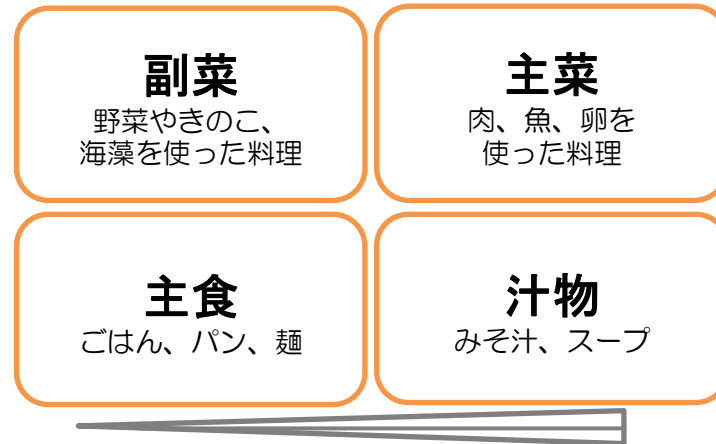 副菜
野菜やきのこ、
海藻を使った料理
主菜
肉、魚、卵を
使った料理
主食
ごはん、パン、麺
汁物
みそ汁、スープ